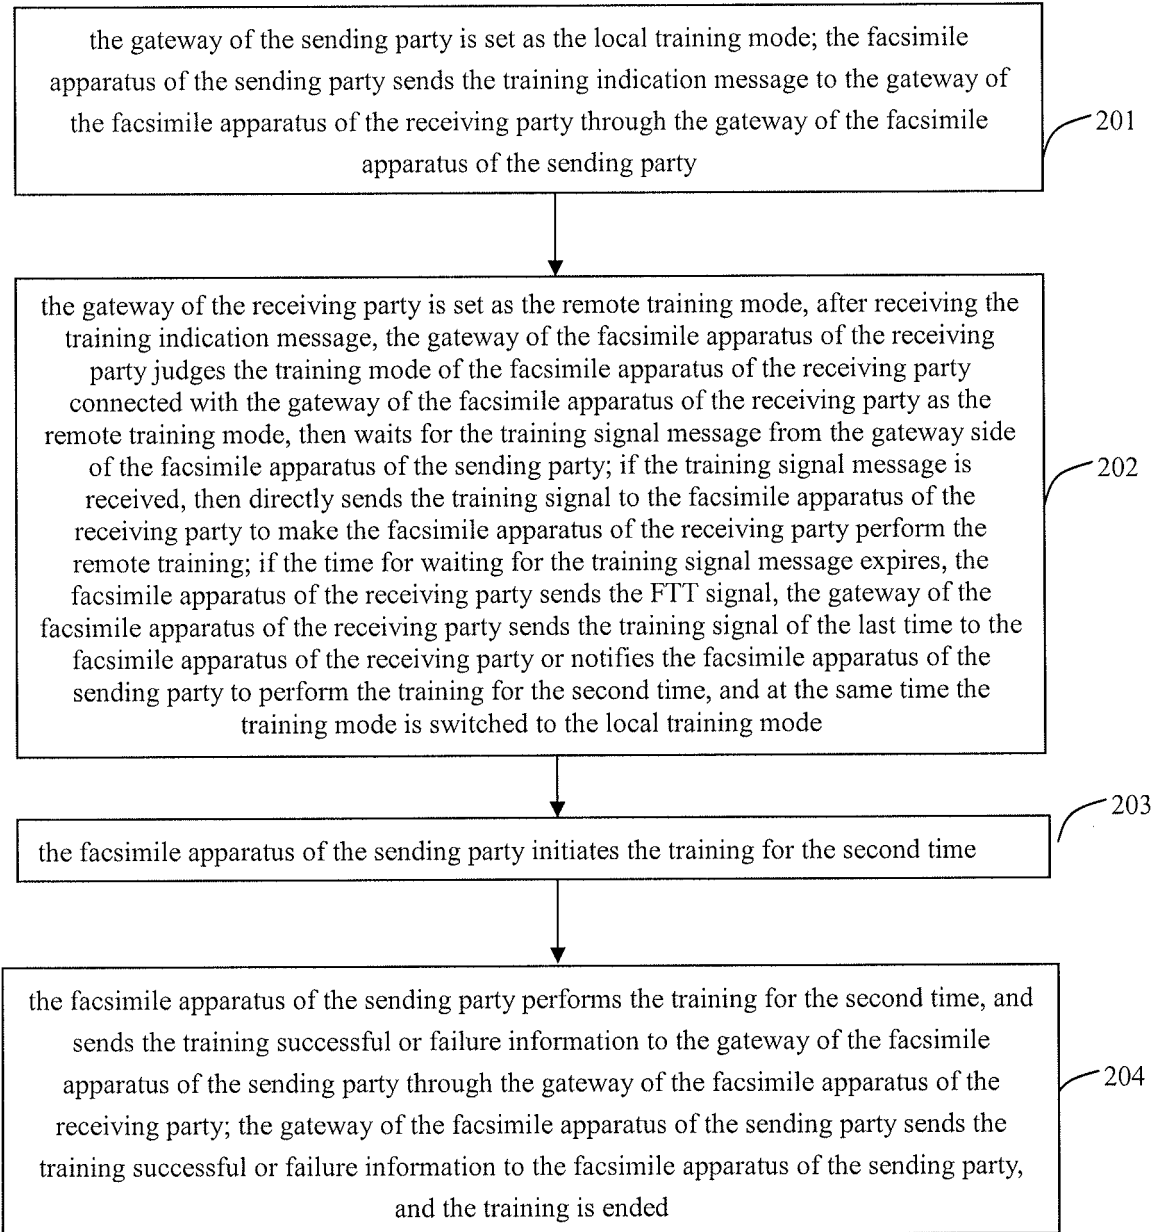 the gateway of the sending party is set as the local training mode; the facsimile
apparatus of the sending party sends the training indication message to the gateway of
the facsimile apparatus of the receiving party through the gateway of the facsimile
apparatus of the sending party
201
the gateway of the receiving party is set as the remote training mode, after receiving the
training indication message, the gateway of the facsimile apparatus of the receiving
party judges the training mode of the facsimile apparatus of the receiving party
connected with the gateway of the facsimile apparatus of the receiving party as the
remote training mode, then waits for the training signal message from the gateway side
of the facsimile apparatus of the sending party; if the training signal message is
received, then directly sends the training signal to the facsimile apparatus of the
receiving party to make the facsimile apparatus of the receiving party perform the
remote training; if the time for waiting for the training signal message expires, the
facsimile apparatus of the receiving party sends the FTT signal, the gateway of the
facsimile apparatus of the receiving party sends the training signal of the last time to the
facsimile apparatus of the receiving party or notifies the facsimile apparatus of the
sending party to perform the training for the second time, and at the same time the
training mode is switched to the local training mode
202
203
the facsimile apparatus of the sending party initiates the training for the second time
the facsimile apparatus of the sending party performs the training for the second time, and
sends the training successful or failure information to the gateway of the facsimile
apparatus of the sending party through the gateway of the facsimile apparatus of the
receiving party; the gateway of the facsimile apparatus of the sending party sends the
training successful or failure information to the facsimile apparatus of the sending party,
and the training is ended
204